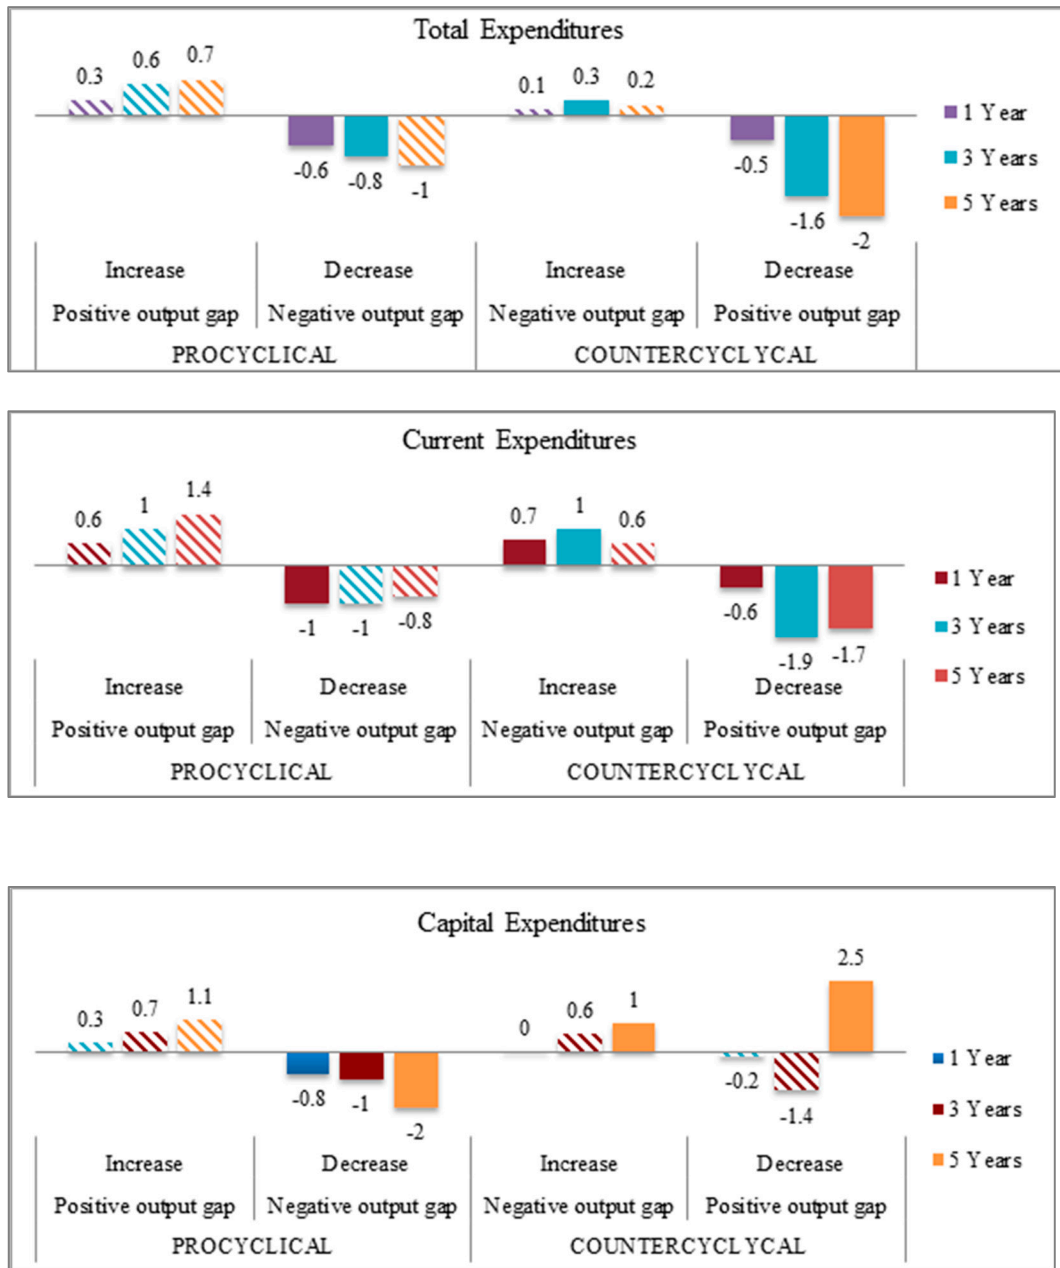 Total Expenditures
0.3 0.6 0.7
-0.6 -0.8 -1
0.1 0.3 0.2
-0.5 -1.6 -2
1 Year
3 Years
5 Years
Increase Decrease Increase Decrease
Positive output gap Negative output gap Negative output gap Positive output gap
PROCYCLICAL COUNTERCYCLYCAL
Current Expenditures
0.6 1 1.4
-1 -1 -0.8
0.7 1 0.6
-0.6 -1.9 -1.7
1 Year
3 Years
5 Years
Increase Decrease Increase Decrease
Positive output gap Negative output gap Negative output gap Positive output gap
PROCYCLICAL COUNTERCYCLYCAL
Capital Expenditures
0.3 0.7 1.1
-0.8 -1 -2
0 0.6 1
-0.2 -1.4 2.5
1 Year
3 Years
5 Years
Increase Decrease Increase Decrease
Positive output gap Negative output gap Negative output gap Positive output gap
PROCYCLICAL COUNTERCYCLYCAL